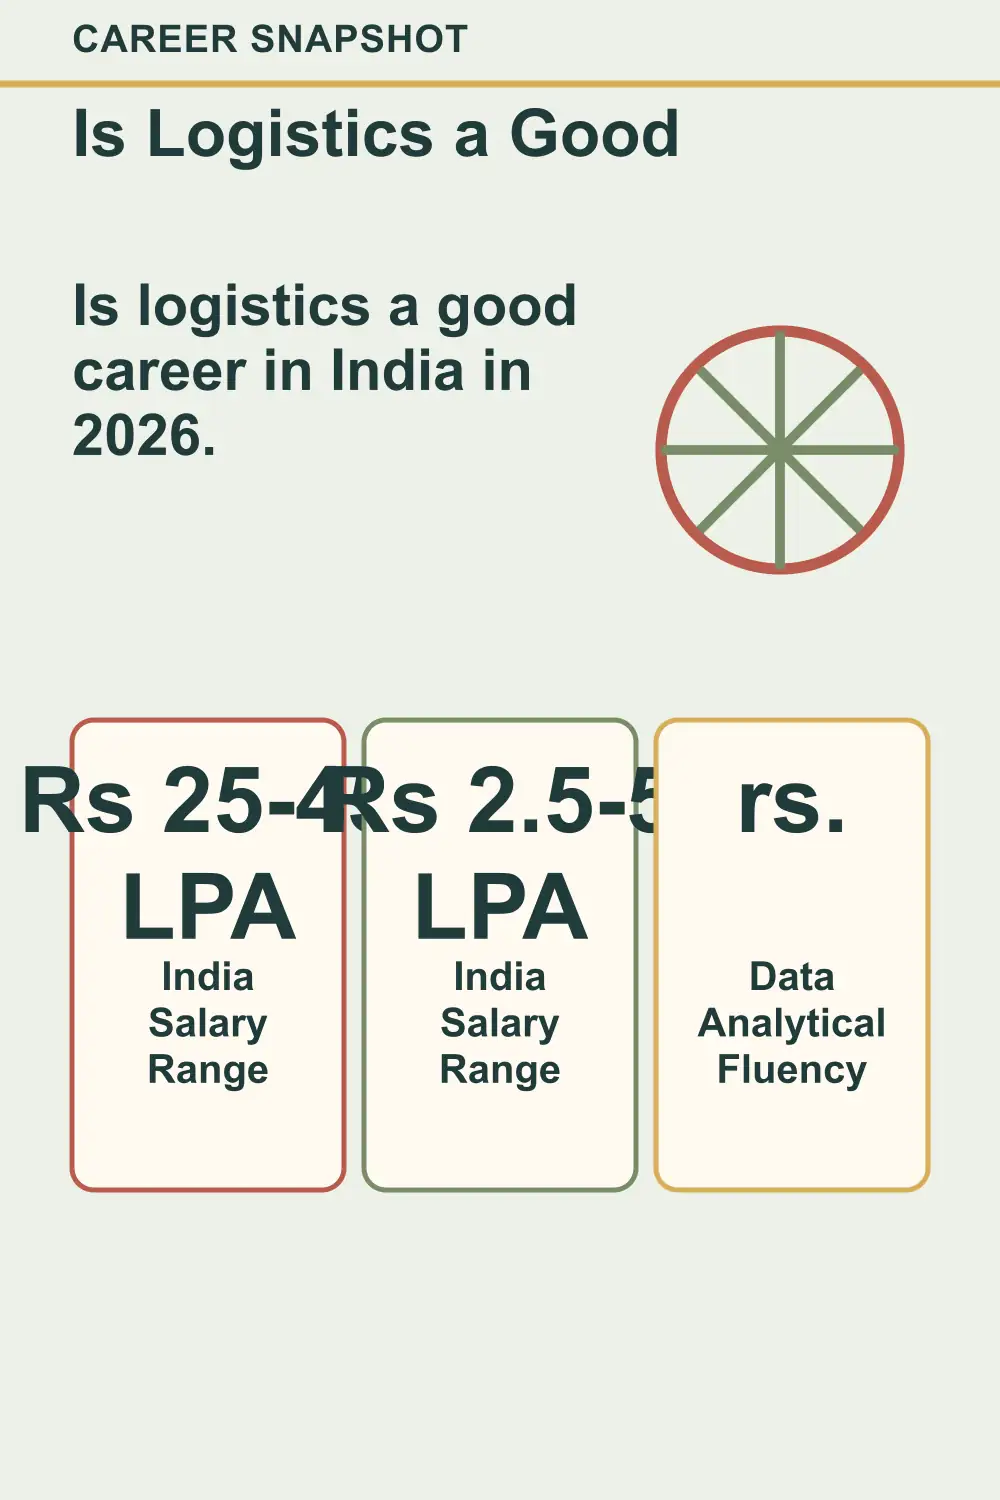 CAREER SNAPSHOT
Is Logistics a Good
Is logistics a good
career in India in
2026.
Rs 25-4
LPA
India
Salary
Range
Rs 2.5-5
LPA
India
Salary
Range
rs.
Data
Analytical
Fluency